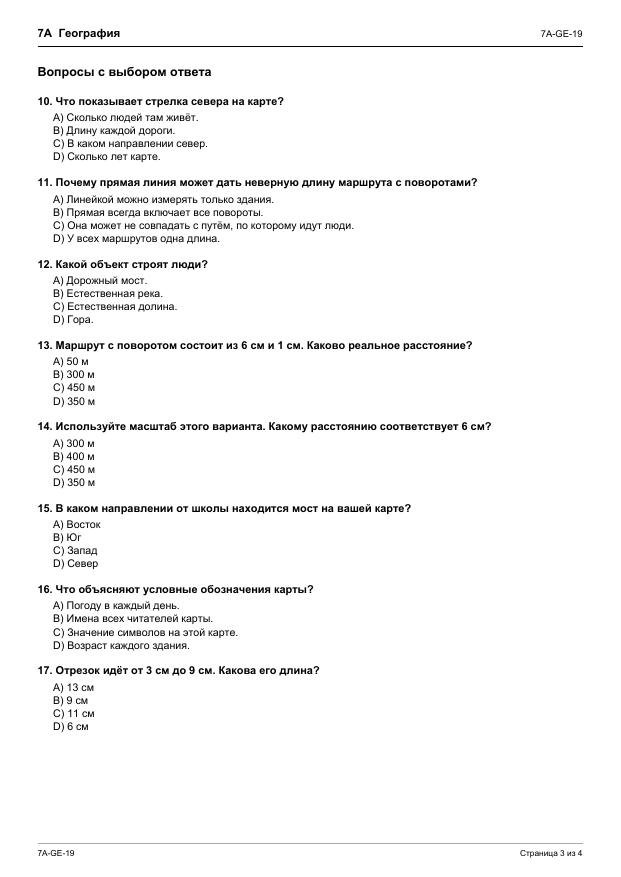 7А География
7A-GE-19
Вопросы с выбором ответа
10. Что показывает стрелка севера на карте?
A) Сколько людей там живёт.
B) Длину каждой дороги.
C) В каком направлении север.
D) Сколько лет карте.
11. Почему прямая линия может дать неверную длину маршрута с поворотами?
A) Линейкой можно измерять только здания.
B) Прямая всегда включает все повороты.
C) Она может не совпадать с путём, по которому идут люди.
D) У всех маршрутов одна длина.
12. Какой объект строят люди?
A) Дорожный мост.
B) Естественная река.
C) Естественная долина.
D) Гора.
13. Маршрут с поворотом состоит из 6 см и 1 см. Каково реальное расстояние?
A) 50 м
B) 300 м
C) 450 м
D) 350 м
14. Используйте масштаб этого варианта. Какому расстоянию соответствует 6 см?
A) 300 м
B) 400 м
C) 450 м
D) 350 м
15. В каком направлении от школы находится мост на вашей карте?
A) Восток
B) Юг
C) Запад
D) Север
16. Что объясняют условные обозначения карты?
A) Погоду в каждый день.
B) Имена всех читателей карты.
C) Значение символов на этой карте.
D) Возраст каждого здания.
17. Отрезок идёт от 3 см до 9 см. Какова его длина?
A) 13 см
B) 9 см
C) 11 см
D) 6 см
7A-GE-19
Страница 3 из 4